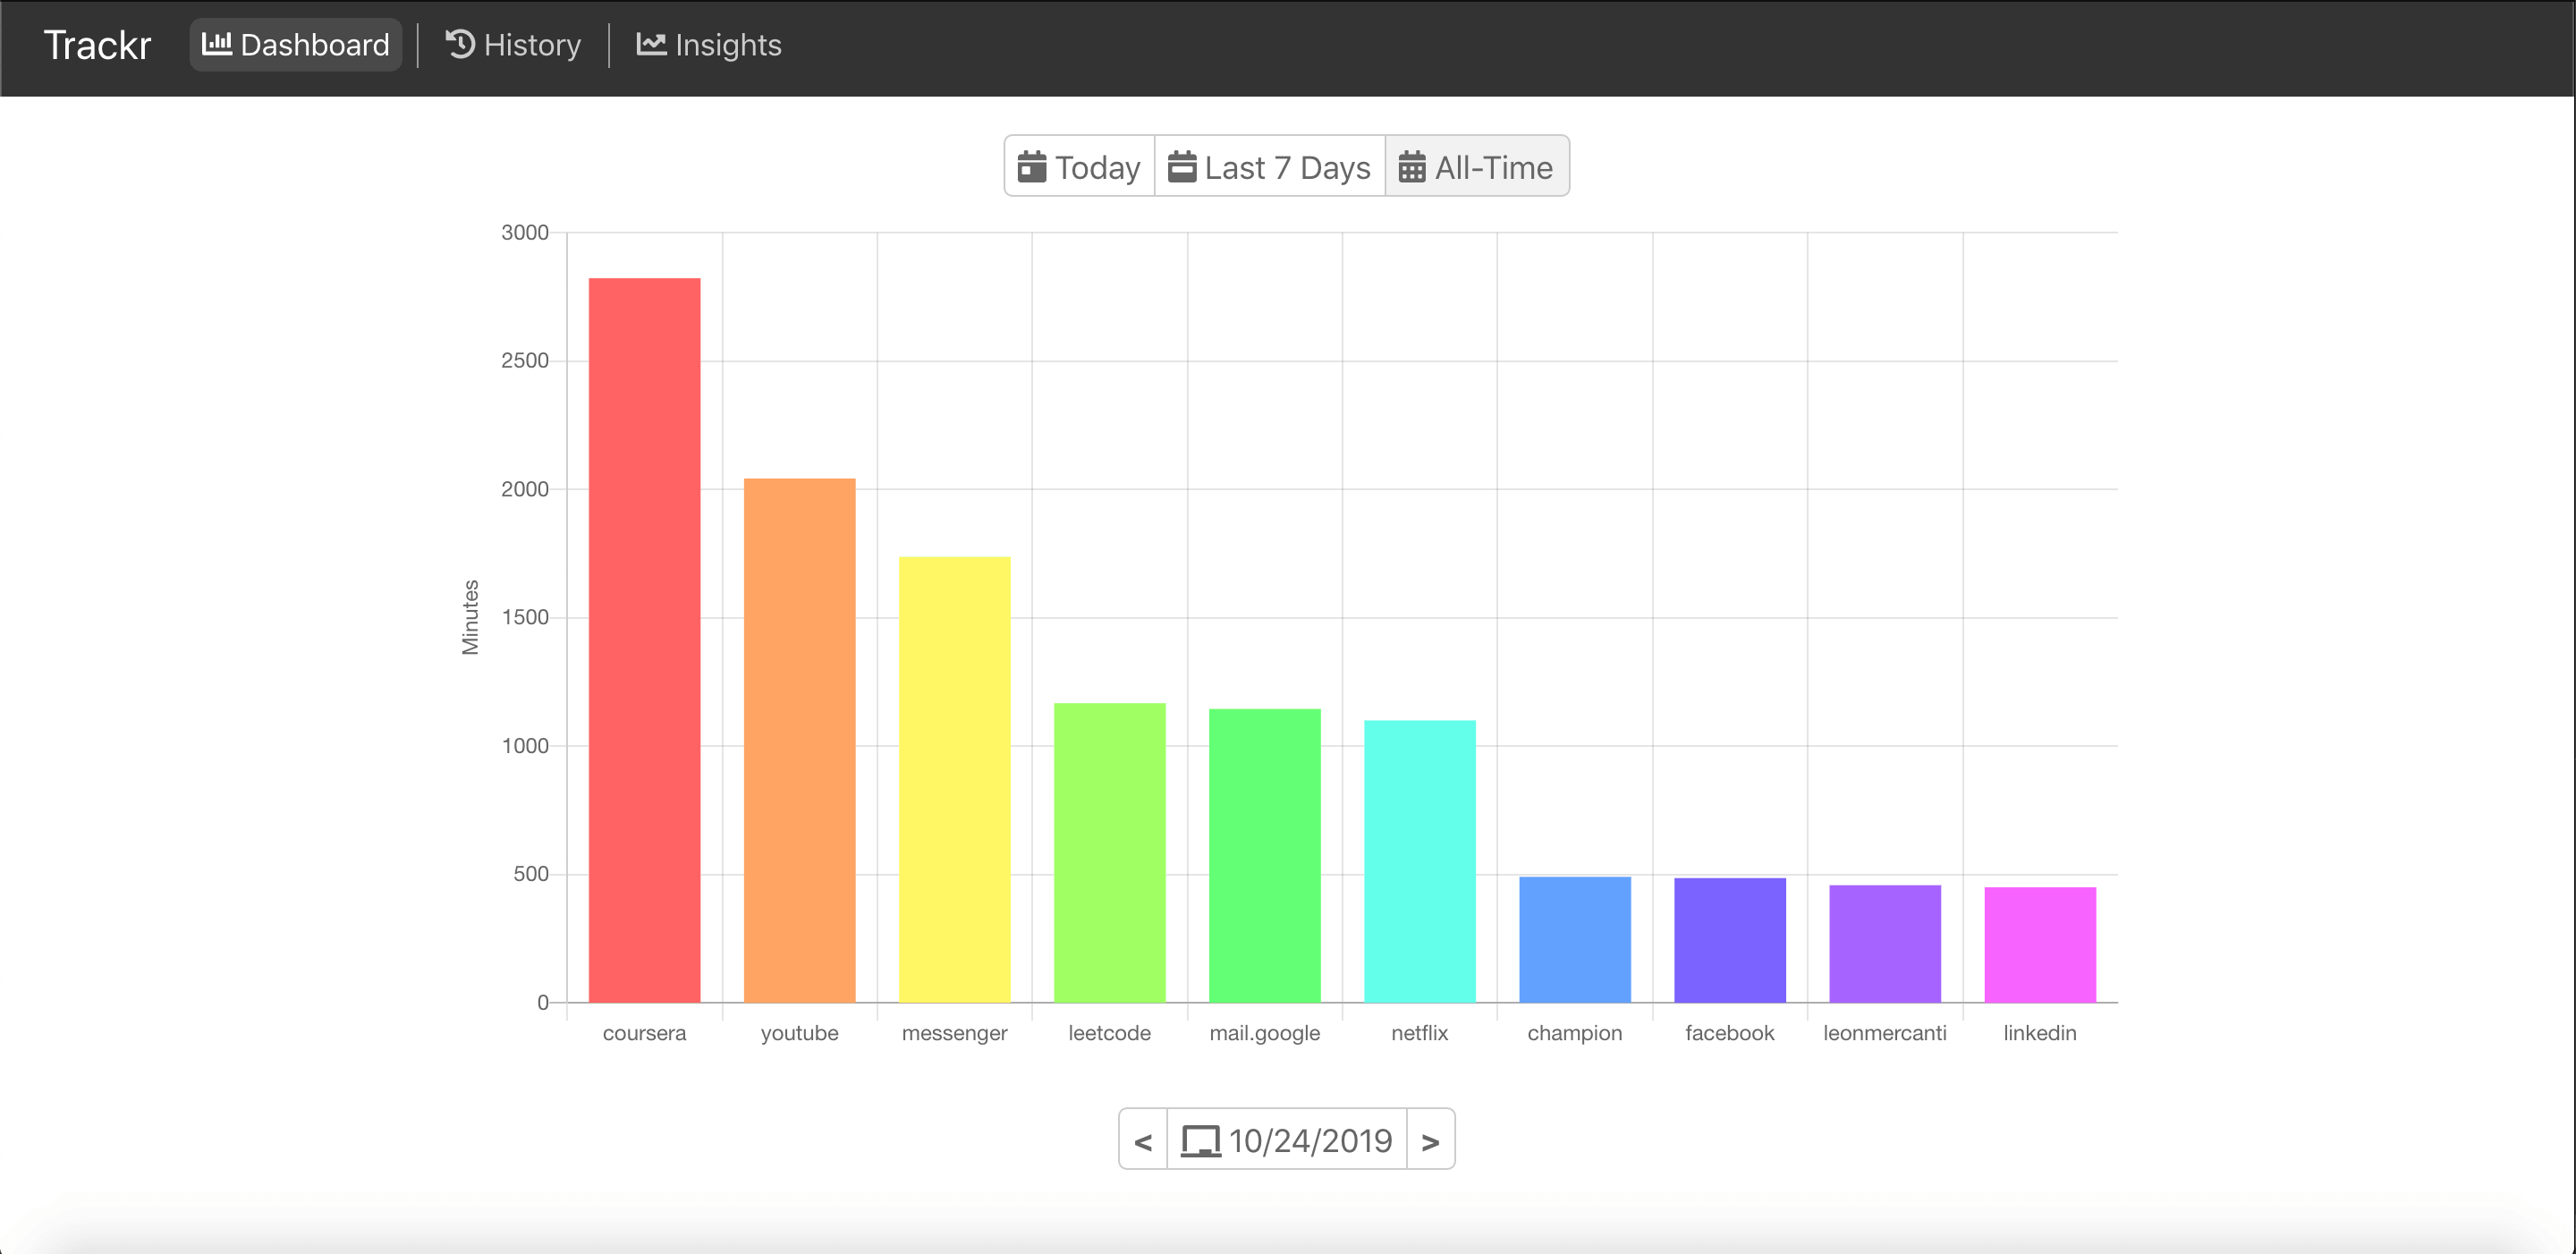 Trackr Dashboard History Insights
Today Last 7 Days All-Time
3000
2500
2000
1500
1000
500
0
Minutes
coursera youtube messenger leetcode mail.google netflix champion facebook leonmercanti linkedin
< 10/24/2019 >